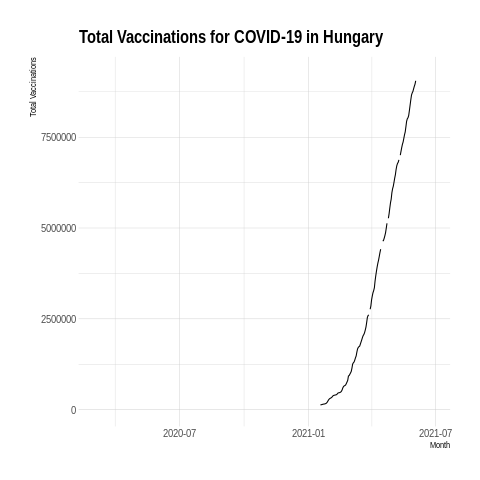 Total Vaccinations for COVID-19 in Hungary
Total Vaccinations
7500000
5000000
2500000
0
2020-07
2021-01
2021-07
Month